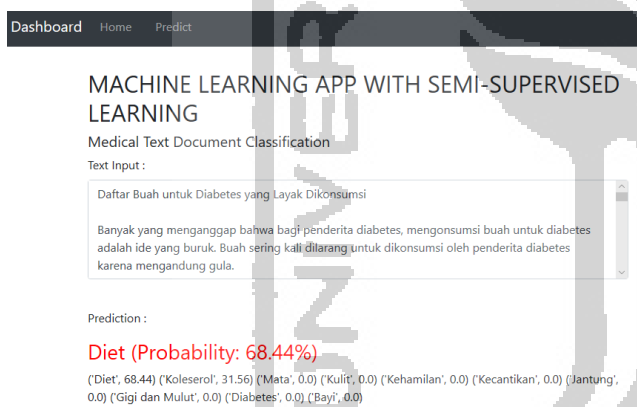 Dashboard Home Predict
MACHINE LEARNING APP WITH SEMI-SUPERVISED
LEARNING
Medical Text Document Classification
Text Input :
Daftar Buah untuk Diabetes yang Layak Dikonsumsi
Banyak yang menganggap bahwa bagi penderita diabetes, mengonsumsi buah untuk diabetes
adalah ide yang buruk. Buah sering kali dilarang untuk dikonsumsi oleh penderita diabetes
karena mengandung gula.
Prediction :
Diet (Probability: 68.44%)
('Diet', 68.44) ('Koleserol', 31.56) ('Mata', 0.0) ('Kulit', 0.0) ('Kehamilan', 0.0) ('Kecantikan', 0.0) ('Jantung',
0.0) ('Gigi dan Mulut', 0.0) ('Diabetes', 0.0) ('Bayi', 0.0)
UNIVER